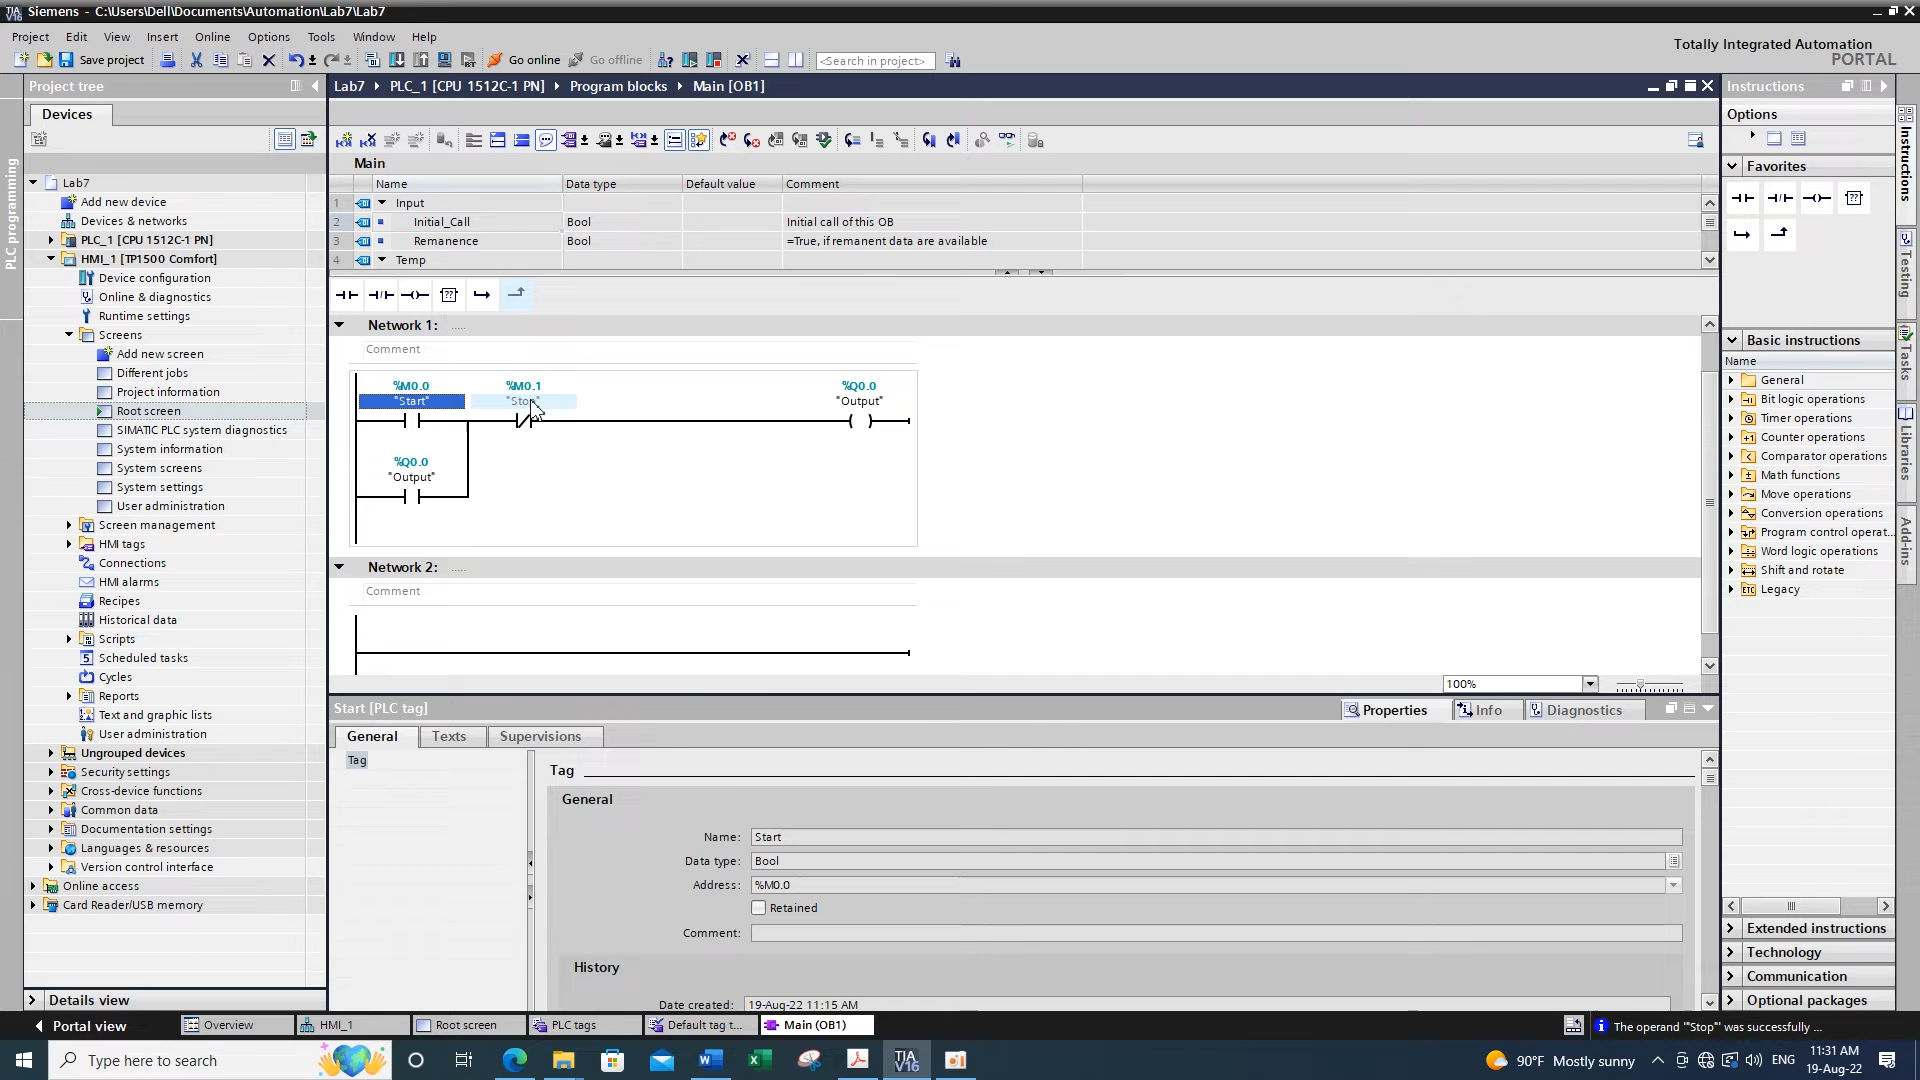 Siemens - C:\Users\Dell\Documents\Automation\Lab7\Lab7
Project Edit View Insert Online Options Tools Window Help
Totally Integrated Automation
PORTAL
Save project
Go online
Go offline
<Search in project>
Project tree
Devices
PLC programming
Lab7
Add new device
Devices & networks
PLC_1 [CPU 1512C-1 PN]
HMI_1 [TP1500 Comfort]
Device configuration
Online & diagnostics
Runtime settings
Screens
Add new screen
Different jobs
Project information
Root screen
SIMATIC PLC system diagnostics
System information
System screens
System settings
User administration
Screen management
HMI tags
Connections
HMI alarms
Recipes
Historical data
Scripts
Scheduled tasks
Cycles
Reports
Text and graphic lists
User administration
Ungrouped devices
Security settings
Cross-device functions
Common data
Documentation settings
Languages & resources
Version control interface
Online access
Card Reader/USB memory
Details view
Lab7 PLC_1 [CPU 1512C-1 PN] Program blocks Main [OB1]
Main
Name Data type Default value Comment
1 Input
2 Initial_Call Bool Initial call of this OB
3 Remanence Bool =True, if remanent data are available
4 Temp
Network 1: .....
Comment
%M0.0 %M0.1 %Q0.0
"Start" "Stop" "Output"
%Q0.0
"Output"
Network 2: .....
Comment
100%
Start [PLC tag]
Properties Info Diagnostics
General Texts Supervisions
Tag
Tag
General
Name: Start
Data type: Bool
Address: %M0.0
Retained
Comment:
History
Date created: 19-Aug-22 11:15 AM
Instructions
Options
Favorites
Basic instructions
Name
General
Bit logic operations
Timer operations
Counter operations
Comparator operations
Math functions
Move operations
Conversion operations
Program control operat...
Word logic operations
Shift and rotate
Legacy
Extended instructions
Technology
Communication
Optional packages
Instructions
Testing
Tasks
Libraries
Add-ins
Portal view Overview HMI_1 Root screen PLC tags Default tag t... Main (OB1) The operand '"Stop"' was successfully ...
Type here to search
90°F Mostly sunny ENG
11:31 AM
19-Aug-22